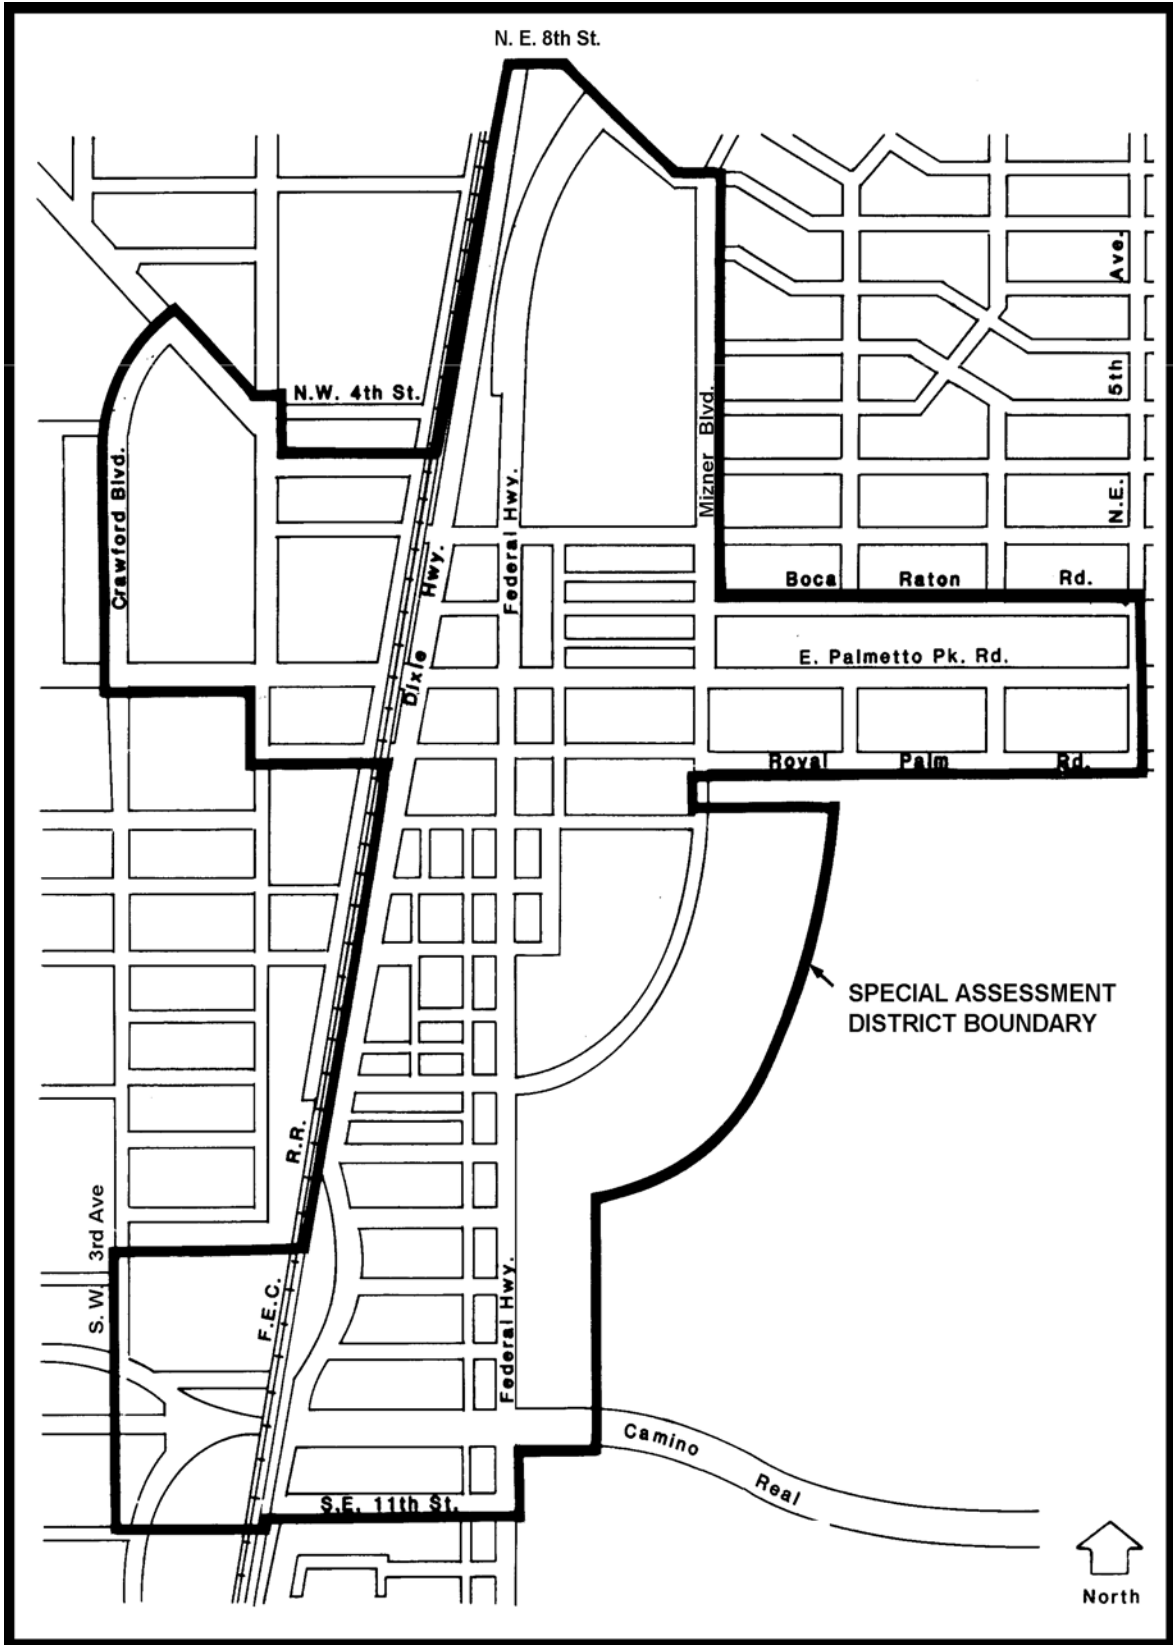 N. E. 8th St.
Ave.
5th
N.E.
N.W. 4th St.
Mizner Blvd.
Crawford Blvd.
Federal Hwy.
Dixie Hwy.
Boca Raton Rd.
E. Palmetto Pk. Rd.
Royal Palm Rd.
SPECIAL ASSESSMENT
DISTRICT BOUNDARY
R.R.
S. W. 3rd Ave
F.E.C.
Federal Hwy.
Camino Real
S.E. 11th St.
North